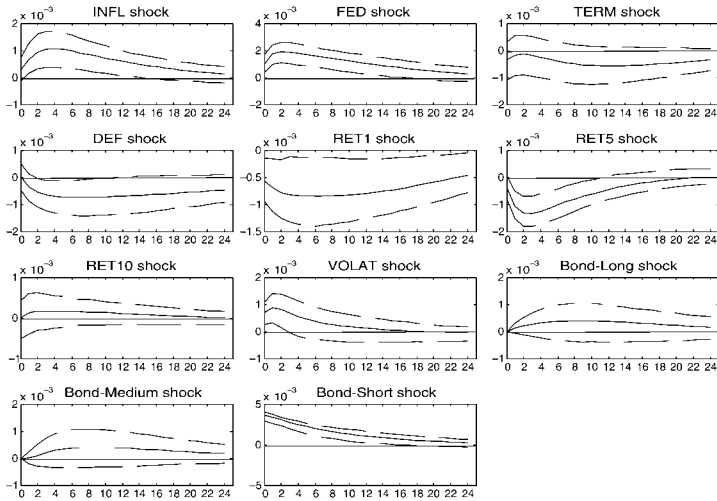 INFL shock
x 10⁻³
2
1
0
-1
0 2 4 6 8 10 12 14 16 18 20 22 24
FED shock
x 10⁻³
4
2
0
-2
0 2 4 6 8 10 12 14 16 18 20 22 24
TERM shock
x 10⁻³
1
0
-1
-2
0 2 4 6 8 10 12 14 16 18 20 22 24
DEF shock
x 10⁻³
1
0
-1
-2
0 2 4 6 8 10 12 14 16 18 20 22 24
RET1 shock
x 10⁻³
0
-0.5
-1
-1.5
0 2 4 6 8 10 12 14 16 18 20 22 24
RET5 shock
x 10⁻³
1
0
-1
-2
0 2 4 6 8 10 12 14 16 18 20 22 24
RET10 shock
x 10⁻³
1
0
-1
0 2 4 6 8 10 12 14 16 18 20 22 24
VOLAT shock
x 10⁻³
2
1
0
-1
0 2 4 6 8 10 12 14 16 18 20 22 24
Bond-Long shock
x 10⁻³
2
1
0
-1
0 2 4 6 8 10 12 14 16 18 20 22 24
Bond-Medium shock
x 10⁻³
2
1
0
-1
0 2 4 6 8 10 12 14 16 18 20 22 24
Bond-Short shock
x 10⁻³
5
0
-5
0 2 4 6 8 10 12 14 16 18 20 22 24